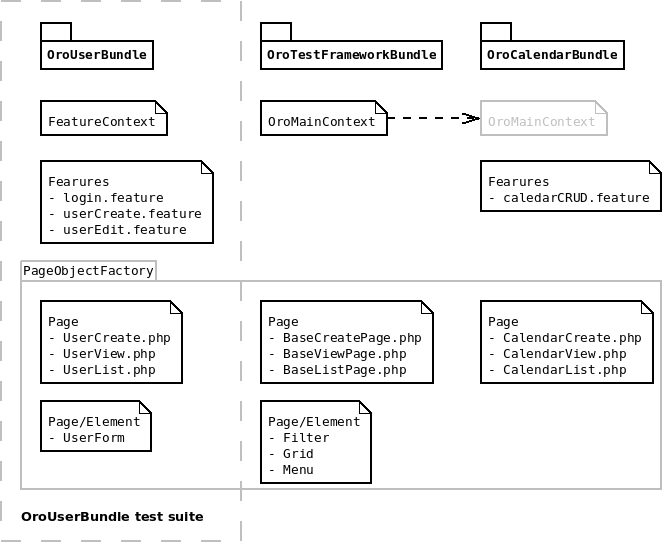 OroUserBundle
OroTestFrameworkBundle
OroCalendarBundle
FeatureContext
OroMainContext
OroMainContext
Fearures
- login.feature
- userCreate.feature
- userEdit.feature
Fearures
- caledarCRUD.feature
PageObjectFactory
Page
- UserCreate.php
- UserView.php
- UserList.php
Page
- BaseCreatePage.php
- BaseViewPage.php
- BaseListPage.php
Page
- CalendarCreate.php
- CalendarView.php
- CalendarList.php
Page/Element
- UserForm
Page/Element
- Filter
- Grid
- Menu
OroUserBundle test suite